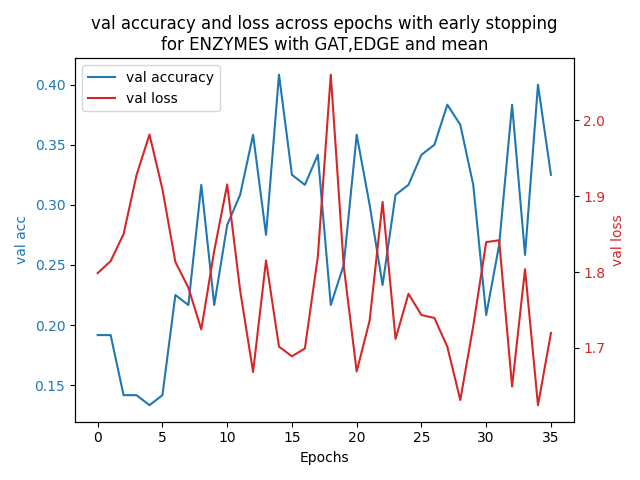 val accuracy and loss across epochs with early stopping
for ENZYMES with GAT,EDGE and mean
val accuracy
val loss
0.40
0.35
0.30
0.25
0.20
0.15
val acc
2.0
1.9
1.8
1.7
val loss
0
5
10
15
20
25
30
35
Epochs